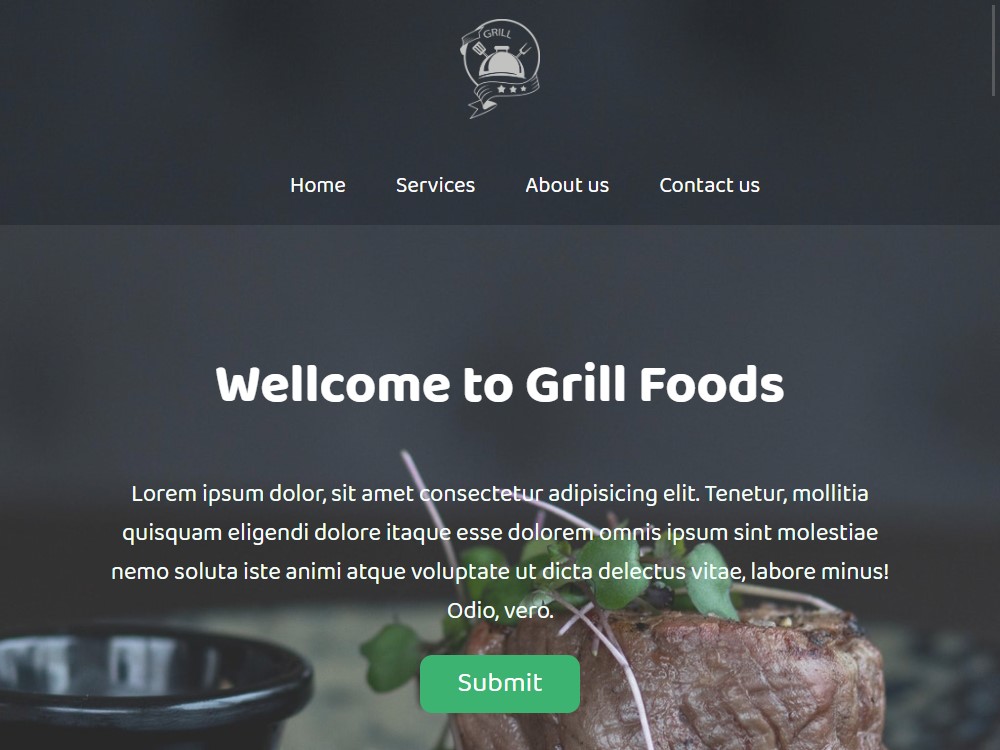 GRILL
Home Services About us Contact us
Wellcome to Grill Foods
Lorem ipsum dolor, sit amet consectetur adipisicing elit. Tenetur, mollitia
quisquam eligendi dolore itaque esse dolorem omnis ipsum sint molestiae
nemo soluta iste animi atque voluptate ut dicta delectus vitae, labore minus!
Odio, vero.
Submit